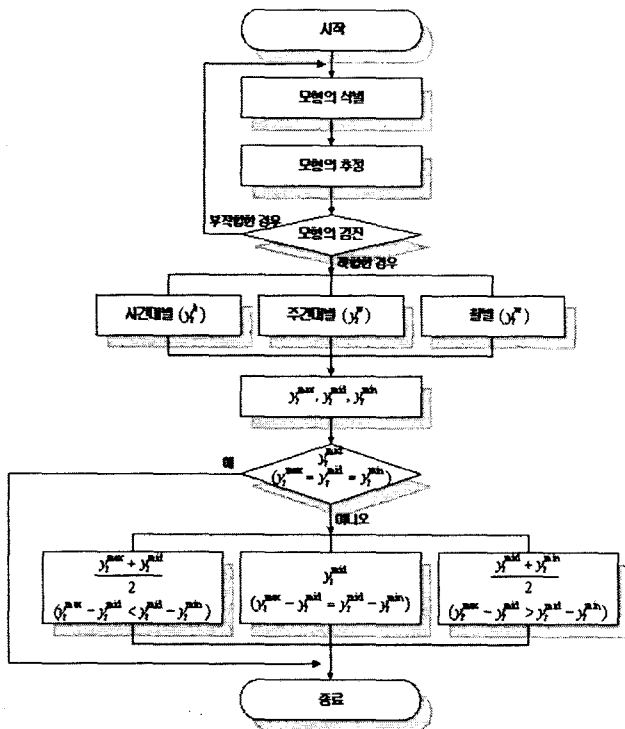 시작
모형의 식별
모형의 추정
부적합한 경우
모형의 검진
적합한 경우
시간대별 (y_t^h)
주간대별 (y_t^w)
월별 (y_t^m)
y_t^max, y_t^mid, y_t^min
예
y_t^mid
(y_t^max = y_t^mid = y_t^min)
아니오
y_t^max + y_t^mid
2
(y_t^max − y_t^mid < y_t^mid − y_t^min)
y_t^mid
(y_t^max − y_t^mid = y_t^mid − y_t^min)
y_t^mid + y_t^min
2
(y_t^max − y_t^mid > y_t^mid − y_t^min)
종료